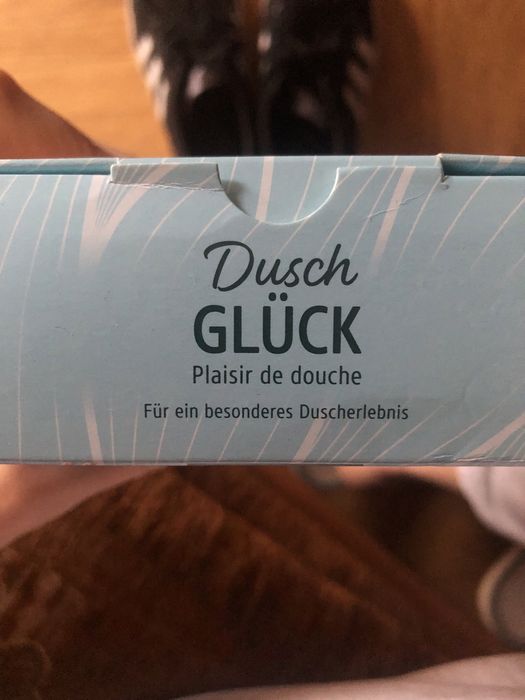 Dusch
GLÜCK
Plaisir de douche
Für ein besonderes Duscherlebnis